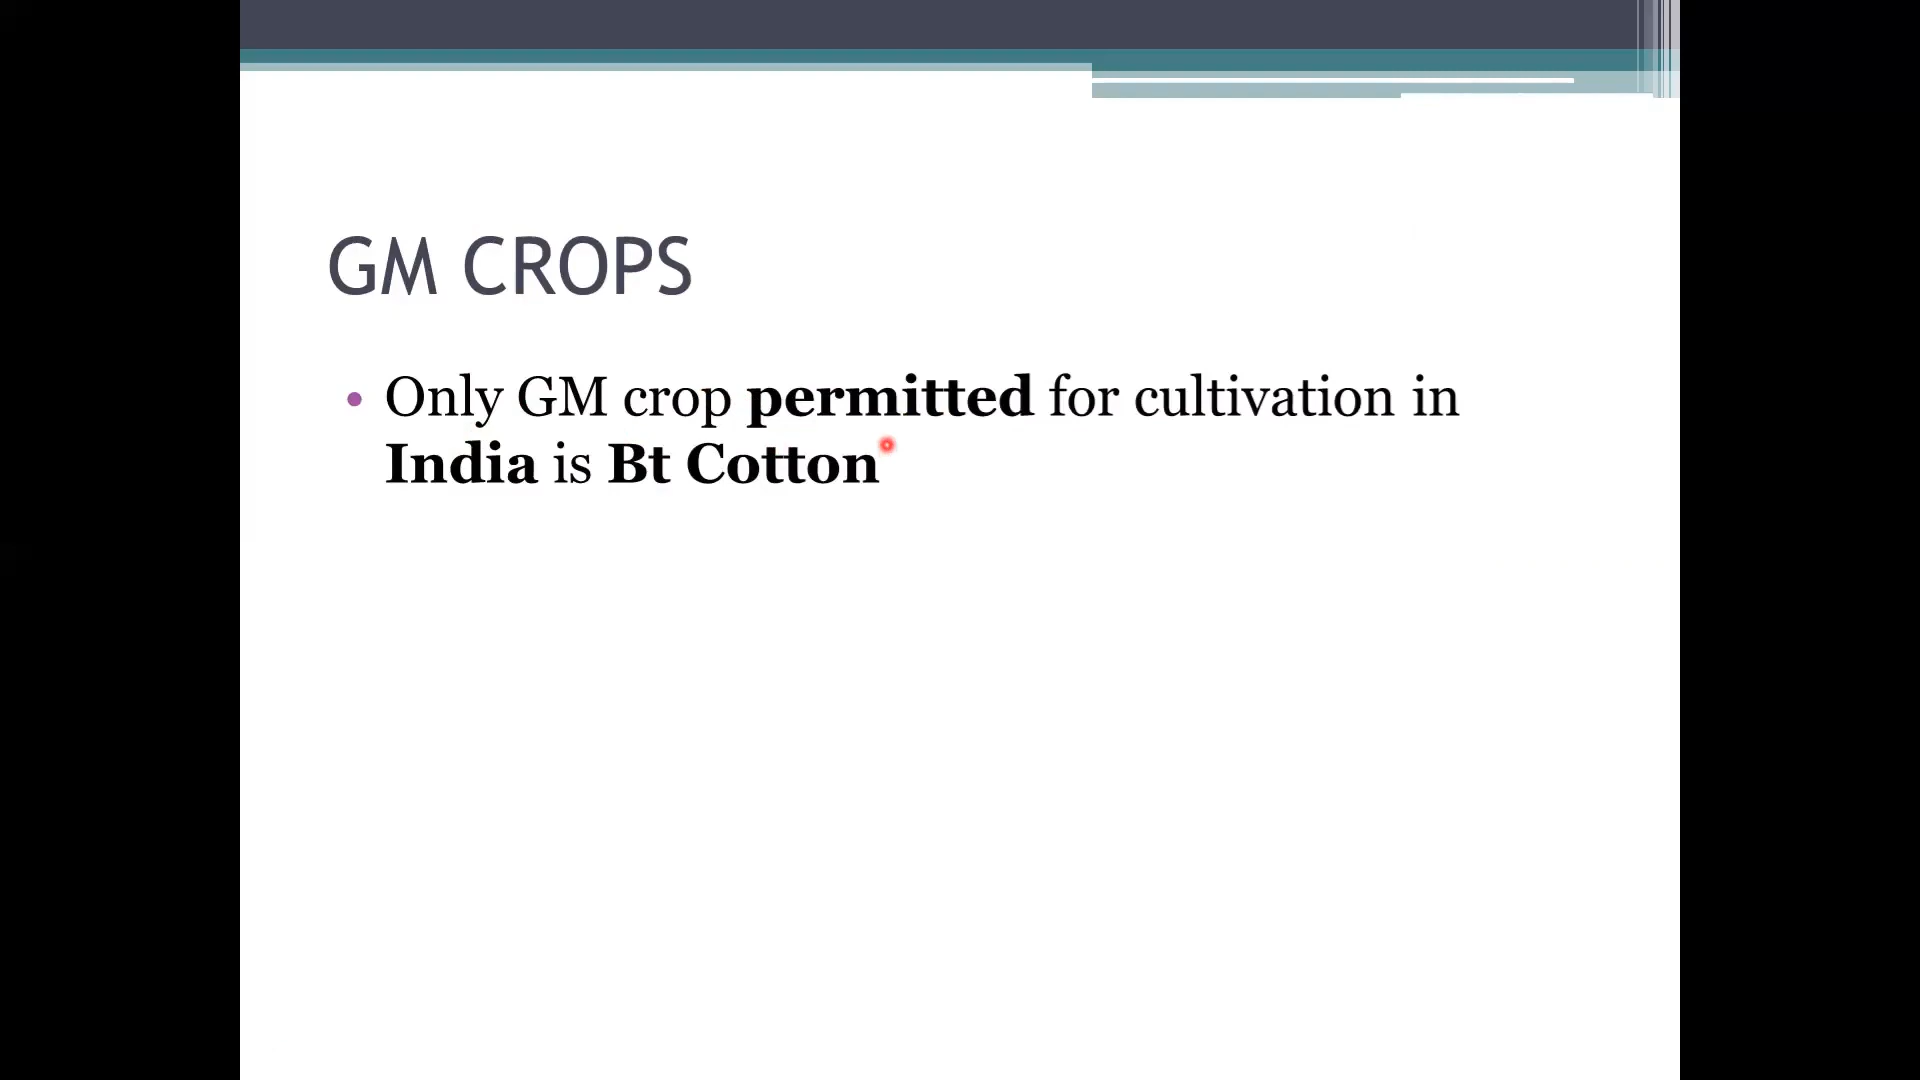 GM CROPS
• Only GM crop permitted for cultivation in
India is Bt Cotton